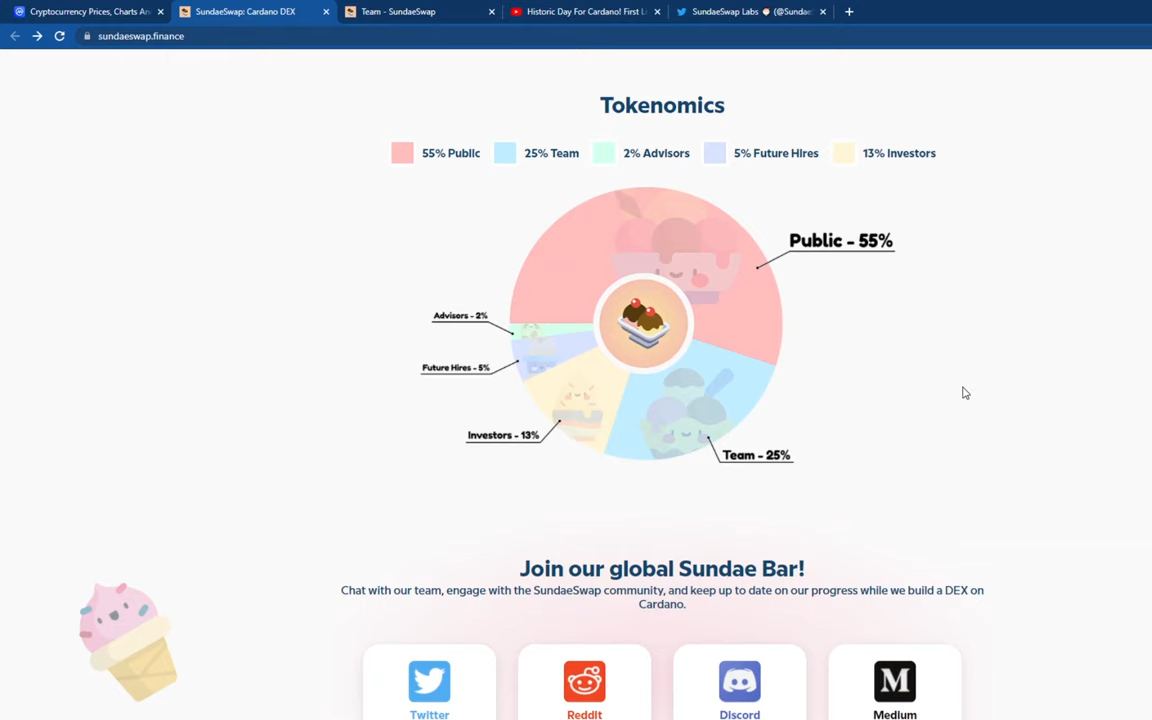 Cryptocurrency Prices, Charts An
SundaeSwap: Cardano DEX
Team - SundaeSwap
Historic Day For Cardano! First L
SundaeSwap Labs (@Sundae
sundaeswap.finance
Tokenomics
55% Public
25% Team
2% Advisors
5% Future Hires
13% Investors
Public - 55%
Advisors - 2%
Future Hires - 5%
Investors - 13%
Team - 25%
Join our global Sundae Bar!
Chat with our team, engage with the SundaeSwap community, and keep up to date on our progress while we build a DEX on
Cardano.
M
Twitter
Reddit
Discord
Medium